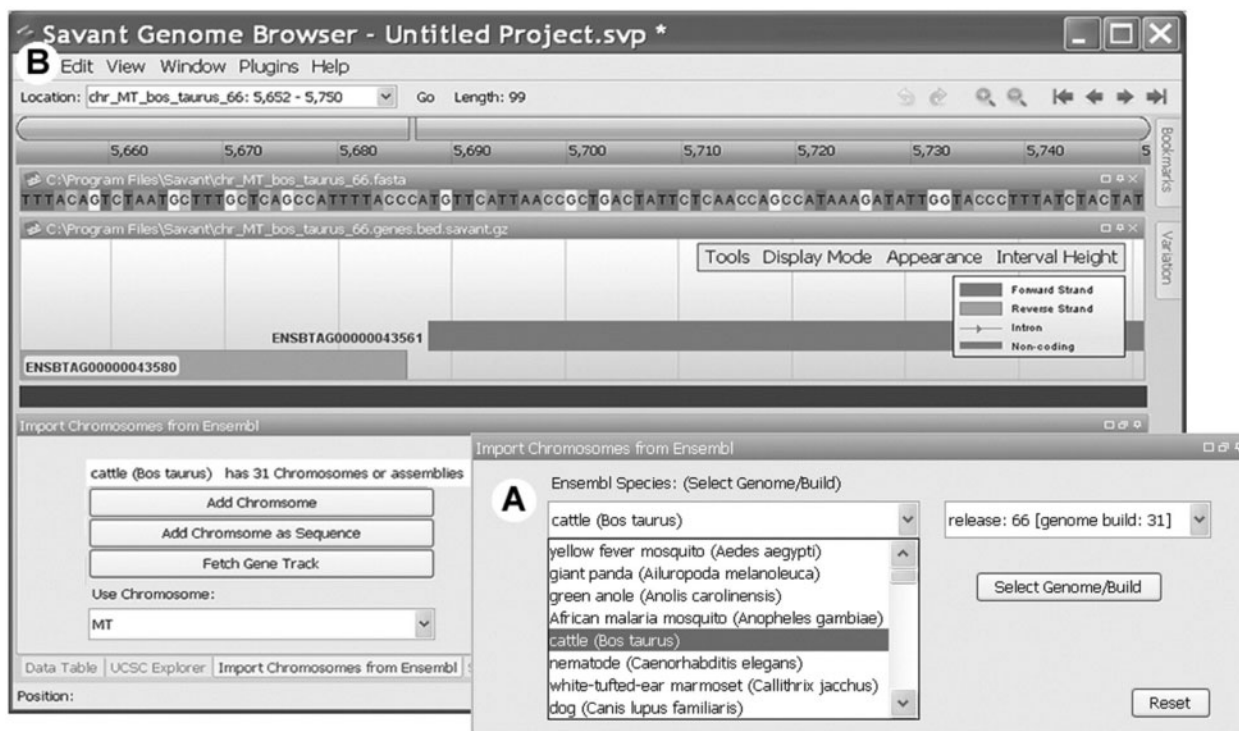 Savant Genome Browser - Untitled Project.svp *
B Edit View Window Plugins Help
Location: chr_MT_bos_taurus_66: 5,652 - 5,750 Go Length: 99
5,660 5,670 5,680 5,690 5,700 5,710 5,720 5,730 5,740 5
Bookmarks
C:\Program Files\Savant\chr_MT_bos_taurus_66.fasta
TTTACAGTCTAATGCTTTGCTCAGCCATTTTACCCATGTTCATTAACCGCTGACTATTCTCAACCAGCCATAAAGATATTGGTACCCTTTATCTACTAT
C:\Program Files\Savant\chr_MT_bos_taurus_66.genes.bed.savant.gz
Variation
Tools Display Mode Appearance Interval Height
Forward Strand
Reverse Strand
Intron
Non-coding
ENSBTAG00000043561
ENSBTAG00000043580
Import Chromosomes from Ensembl
cattle (Bos taurus) has 31 Chromosomes or assemblies
Add Chromsome
Add Chromsome as Sequence
Fetch Gene Track
Use Chromosome:
MT
Data Table UCSC Explorer Import Chromosomes from Ensembl
Position:
Import Chromosomes from Ensembl
A
Ensembl Species: (Select Genome/Build)
cattle (Bos taurus) release: 66 [genome build: 31]
yellow fever mosquito (Aedes aegypti)
giant panda (Ailuropoda melanoleuca)
green anole (Anolis carolinensis)
African malaria mosquito (Anopheles gambiae)
cattle (Bos taurus)
nematode (Caenorhabditis elegans)
white-tufted-ear marmoset (Callithrix jacchus)
dog (Canis lupus familiaris)
Select Genome/Build
Reset